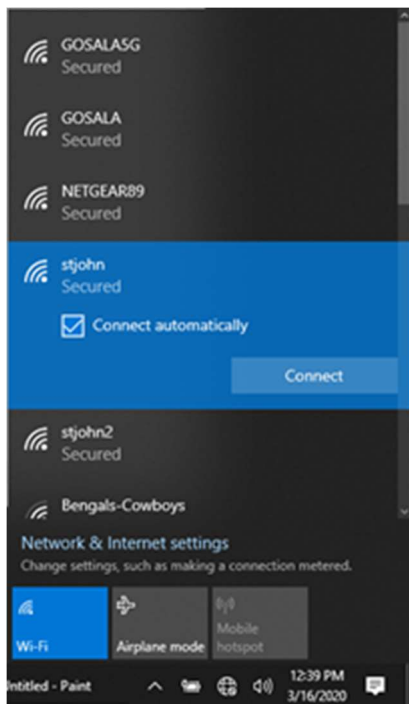 GOSALA5G
Secured
GOSALA
Secured
NETGEAR89
Secured
stjohn
Secured
Connect automatically
Connect
stjohn2
Secured
Bengals-Cowboys
Network & Internet settings
Change settings, such as making a connection metered.
Wi-Fi
Airplane mode
Mobile
hotspot
ntitled - Paint
12:39 PM
3/16/2020